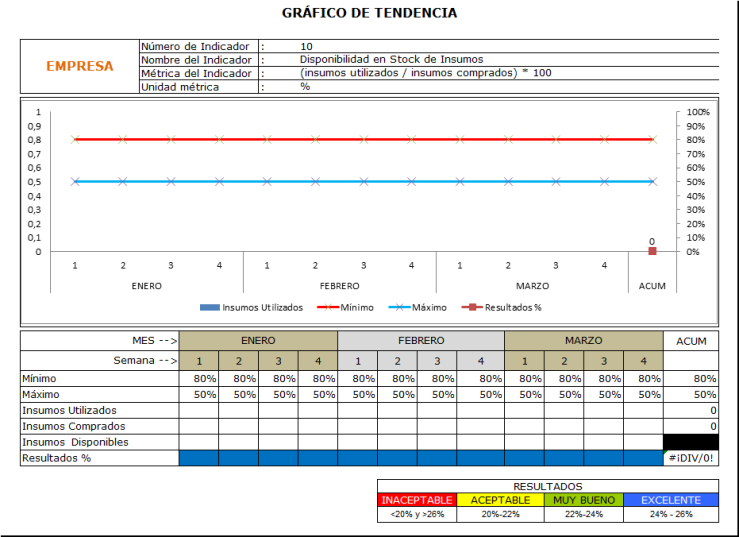 GRÁFICO DE TENDENCIA
EMPRESA
Número de Indicador : 10
Nombre del Indicador : Disponibilidad en Stock de Insumos
Métrica del Indicador : (insumos utilizados / insumos comprados) * 100
Unidad métrica : %
1 100%
0,9 90%
0,8 80%
0,7 70%
0,6 60%
0,5 50%
0,4 40%
0,3 30%
0,2 20%
0,1 0 10%
0 0%
1 2 3 4 1 2 3 4 1 2 3 4
ENERO FEBRERO MARZO ACUM
Insumos Utilizados Mínimo Máximo Resultados %
MES --> ENERO FEBRERO MARZO ACUM
Semana --> 1 2 3 4 1 2 3 4 1 2 3 4
Mínimo 80% 80% 80% 80% 80% 80% 80% 80% 80% 80% 80% 80% 80%
Máximo 50% 50% 50% 50% 50% 50% 50% 50% 50% 50% 50% 50% 50%
Insumos Utilizados 0
Insumos Comprados 0
Insumos Disponibles
Resultados % #¡DIV/0!
RESULTADOS
INACEPTABLE ACEPTABLE MUY BUENO EXCELENTE
<20% y >26% 20%-22% 22%-24% 24% - 26%